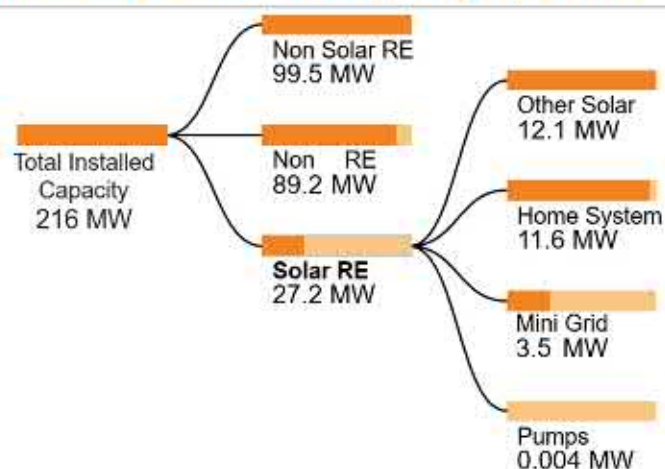 Total Installed
Capacity
216 MW
Non Solar RE
99.5 MW
Non RE
89.2 MW
Solar RE
27.2 MW
Other Solar
12.1 MW
Home System
11.6 MW
Mini Grid
3.5 MW
Pumps
0.004 MW